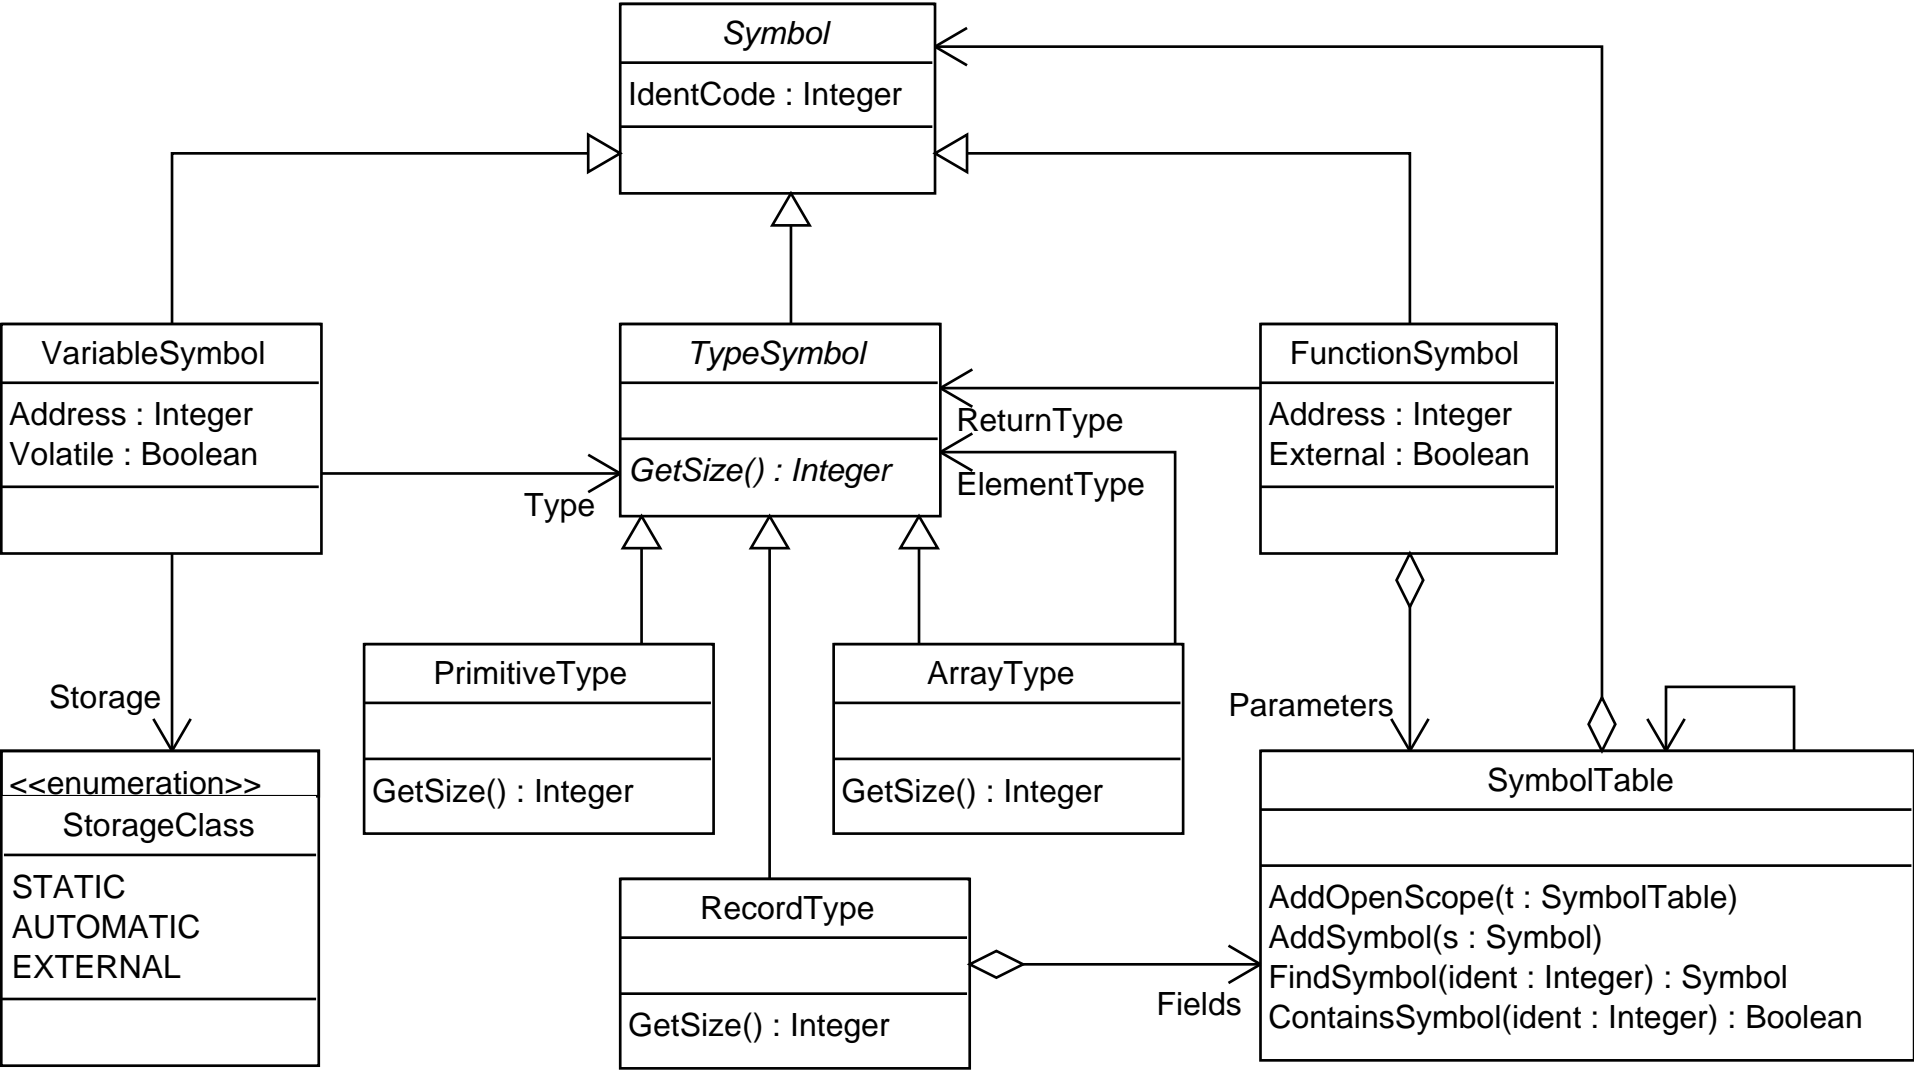 Symbol
IdentCode : Integer
VariableSymbol
Address : Integer
Volatile : Boolean
TypeSymbol
GetSize() : Integer
FunctionSymbol
Address : Integer
External : Boolean
ReturnType
ElementType
Type
Storage
Parameters
PrimitiveType
GetSize() : Integer
ArrayType
GetSize() : Integer
<<enumeration>>
StorageClass
STATIC
AUTOMATIC
EXTERNAL
RecordType
GetSize() : Integer
Fields
SymbolTable
AddOpenScope(t : SymbolTable)
AddSymbol(s : Symbol)
FindSymbol(ident : Integer) : Symbol
ContainsSymbol(ident : Integer) : Boolean